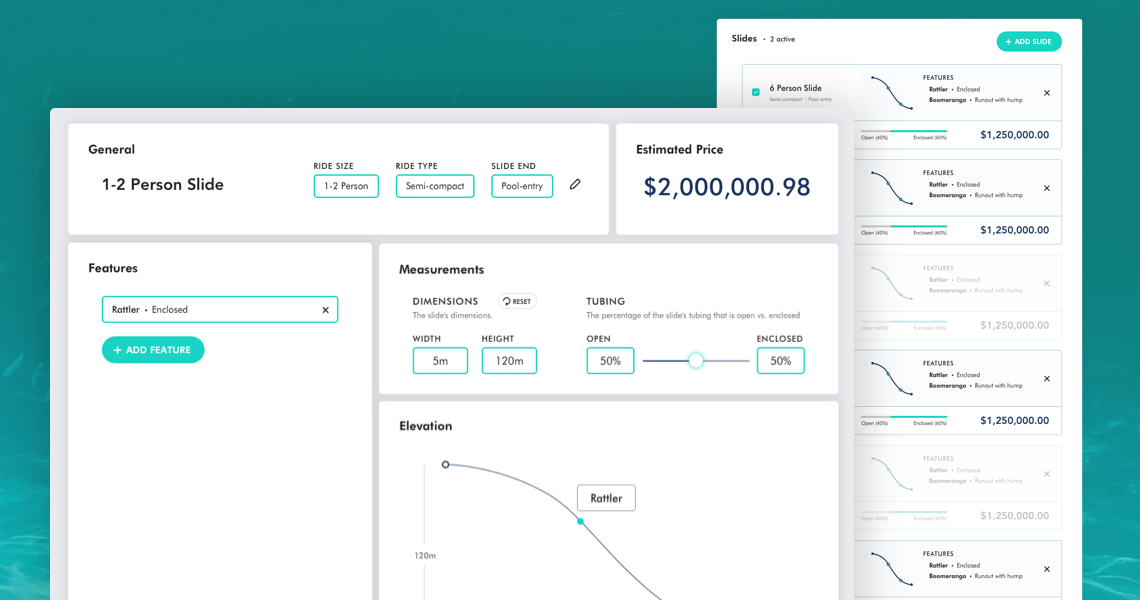 Slides • 2 active
+ ADD SLIDE
6 Person Slide
Semi-compact • Pool-entry
FEATURES
Rattler • Enclosed
Boomerango • Runout with hump
Open (40%) Enclosed (60%) $1,250,000.00
FEATURES
Rattler • Enclosed
Boomerango • Runout with hump
Open (40%) Enclosed (60%) $1,250,000.00
FEATURES
Rattler • Enclosed
Boomerango • Runout with hump
Open (40%) Enclosed (60%) $1,250,000.00
FEATURES
Rattler • Enclosed
Boomerango • Runout with hump
Open (40%) Enclosed (60%) $1,250,000.00
FEATURES
Rattler • Enclosed
Boomerango • Runout with hump
Open (40%) Enclosed (60%) $1,250,000.00
FEATURES
Rattler • Enclosed
Boomerango • Runout with hump
General
1-2 Person Slide
RIDE SIZE RIDE TYPE SLIDE END
1-2 Person Semi-compact Pool-entry
Estimated Price
$2,000,000.98
Features
Rattler • Enclosed
+ ADD FEATURE
Measurements
DIMENSIONS RESET
The slide's dimensions.
WIDTH HEIGHT
5m 120m
TUBING
The percentage of the slide's tubing that is open vs. enclosed
OPEN ENCLOSED
50% 50%
Elevation
Rattler
120m